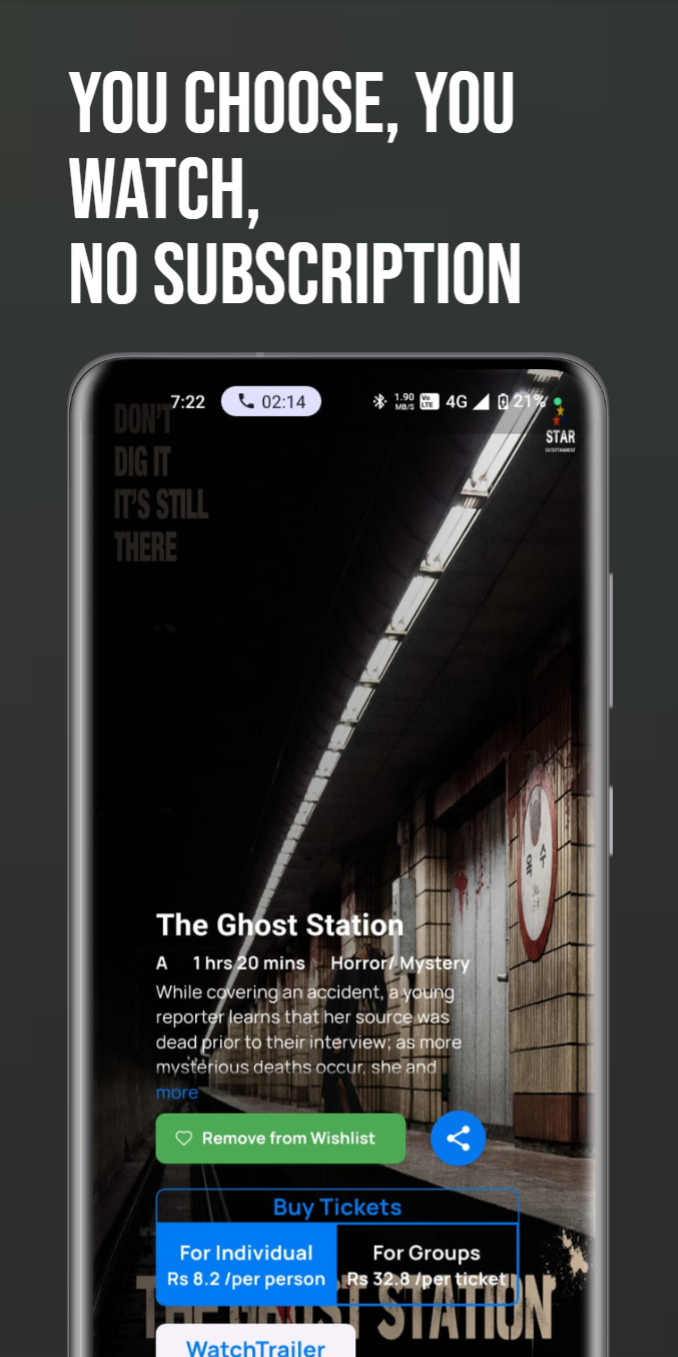 YOU CHOOSE, YOU
WATCH,
NO SUBSCRIPTION
7:22
02:14
1.90
MB/S
Vo
LTE
4G
21%
STAR
ENTERTAINMENT
DON'T
DIG IT
IT'S STILL
THERE
옥수
The Ghost Station
A 1 hrs 20 mins Horror/ Mystery
While covering an accident, a young
reporter learns that her source was
dead prior to their interview; as more
mysterious deaths occur, she and
more
Remove from Wishlist
Buy Tickets
For Individual
Rs 8.2 /per person
For Groups
Rs 32.8 /per ticket
THE GHOST STATION
WatchTrailer